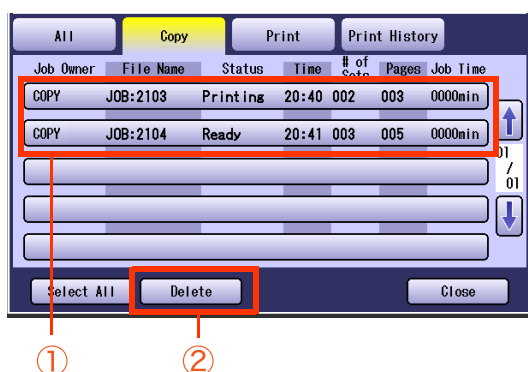 All Copy Print Print History
Job Owner File Name Status Time # of Sets Pages Job Time
COPY JOB:2103 Printing 20:40 002 003 0000min
COPY JOB:2104 Ready 20:41 003 005 0000min
01
/
01
Select All Delete Close
① ②